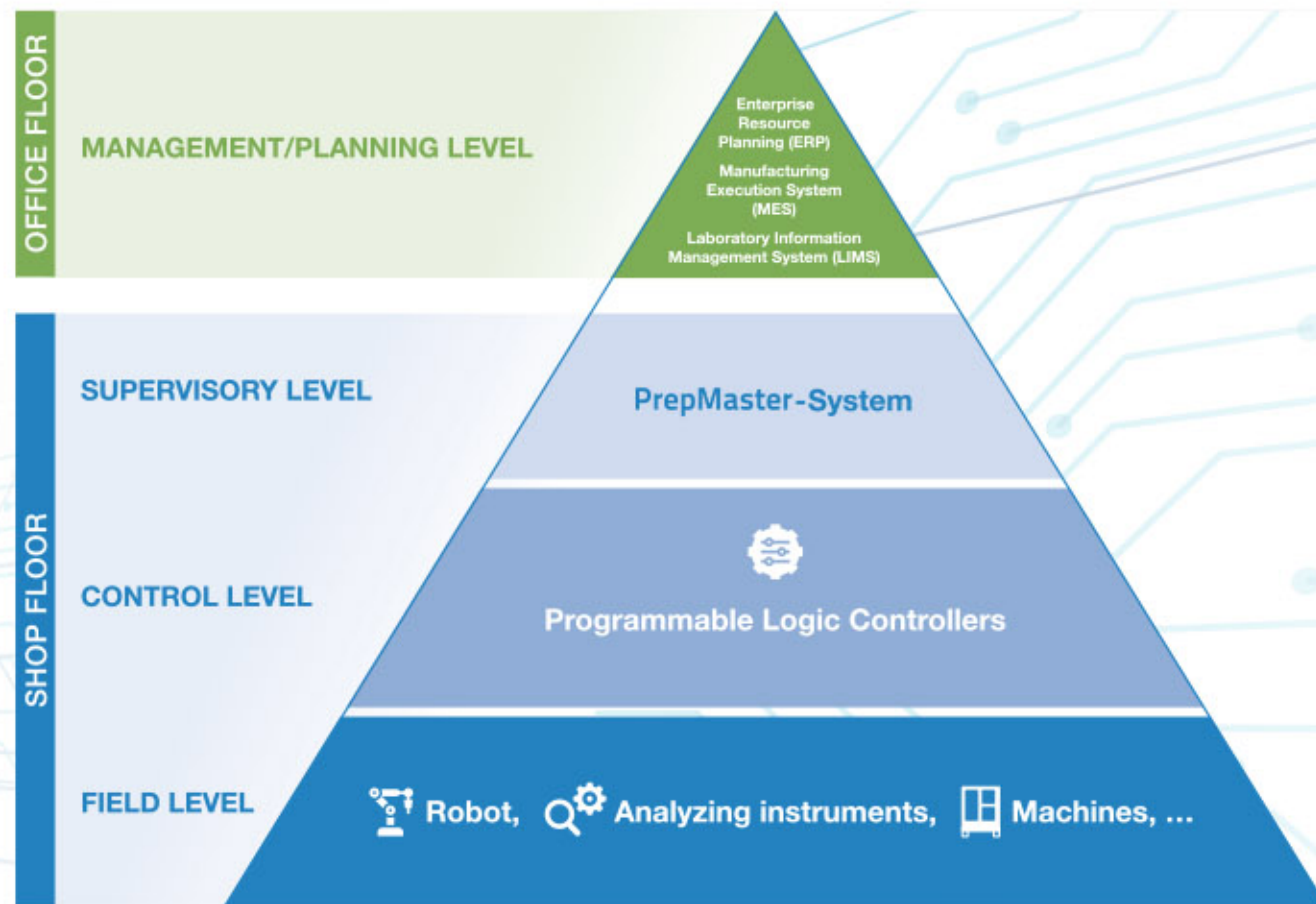 OFFICE FLOOR
MANAGEMENT/PLANNING LEVEL
Enterprise
Resource
Planning (ERP)
Manufacturing
Execution System
(MES)
Laboratory Information
Management System (LIMS)
SHOP FLOOR
SUPERVISORY LEVEL
PrepMaster-System
CONTROL LEVEL
Programmable Logic Controllers
FIELD LEVEL
Robot, Analyzing instruments, Machines, ...